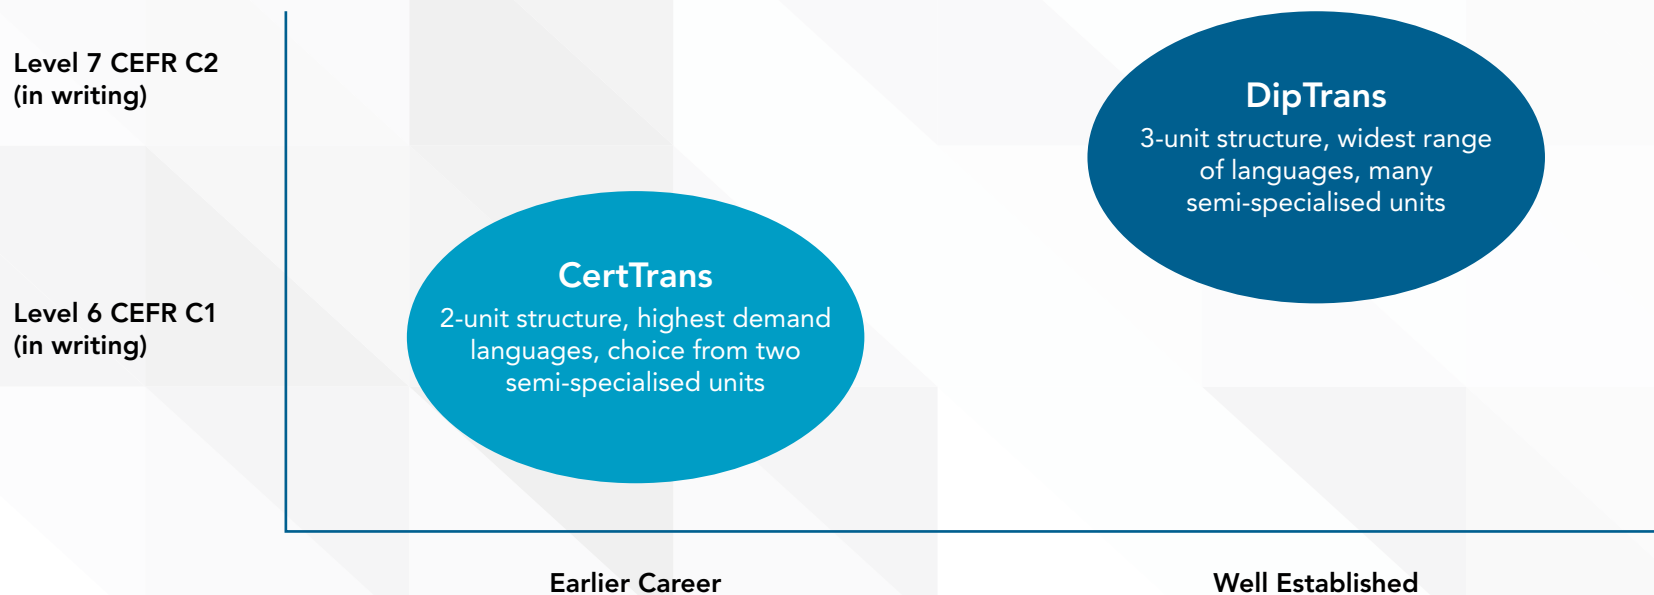 Level 7 CEFR C2
(in writing)
DipTrans
3-unit structure, widest range
of languages, many
semi-specialised units
CertTrans
2-unit structure, highest demand
languages, choice from two
semi-specialised units
Level 6 CEFR C1
(in writing)
Earlier Career
Well Established